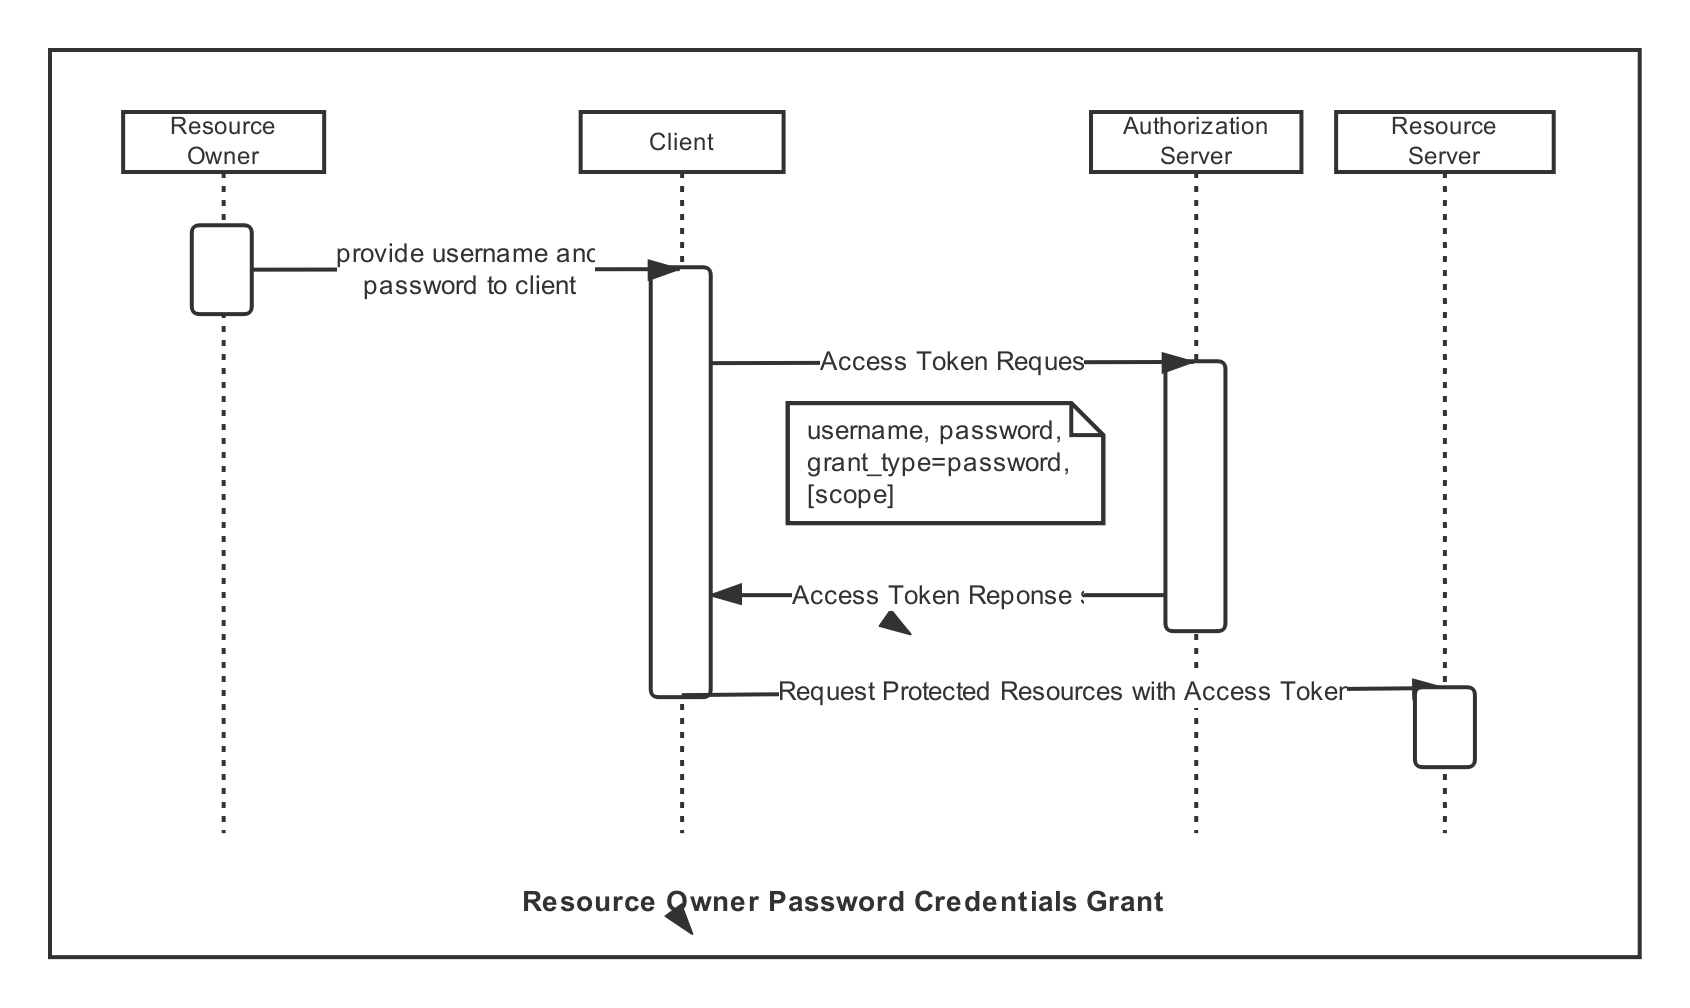 Resource
Owner
Client
Authorization
Server
Resource
Server
provide username and
password to client
Access Token Reques
username, password,
grant_type=password,
[scope]
Access Token Reponse
Request Protected Resources with Access Token
Resource Owner Password Credentials Grant